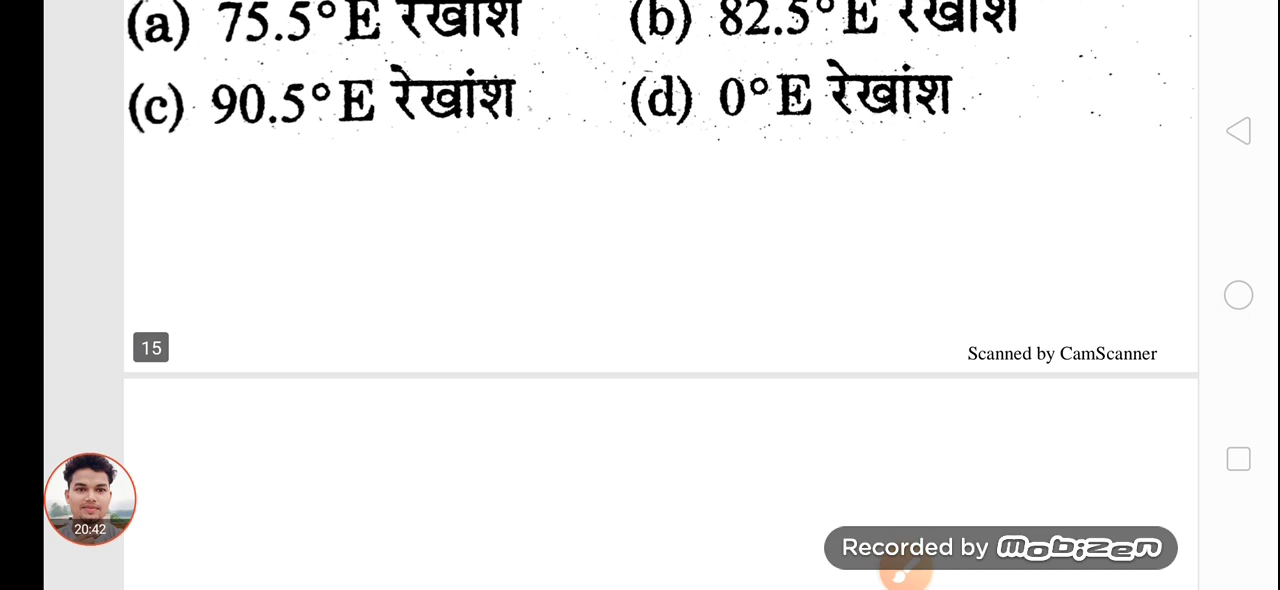 (a) 75.5°E रेखांश (b) 82.5°E रेखांश
(c) 90.5°E रेखांश (d) 0°E रेखांश
15
Scanned by CamScanner
20:42
Recorded by mobizen